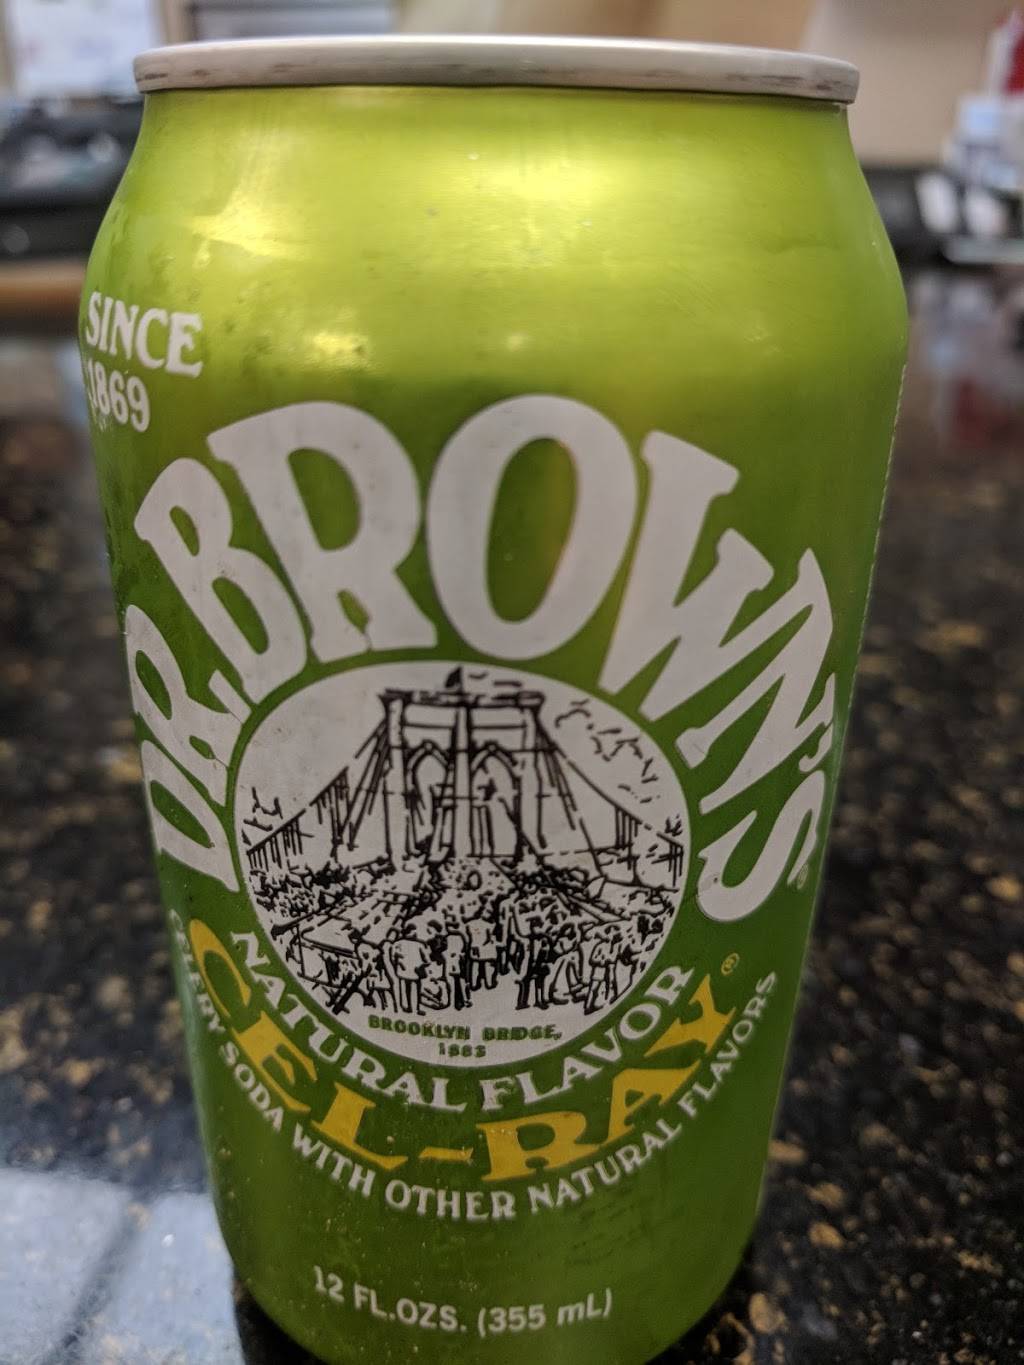 SINCE
1869
DR. BROWN'S
BROOKLYN BRIDGE,
1883
NATURAL FLAVOR
CEL-RAY®
CELERY SODA WITH OTHER NATURAL FLAVORS
12 FL.OZS. (355 mL)